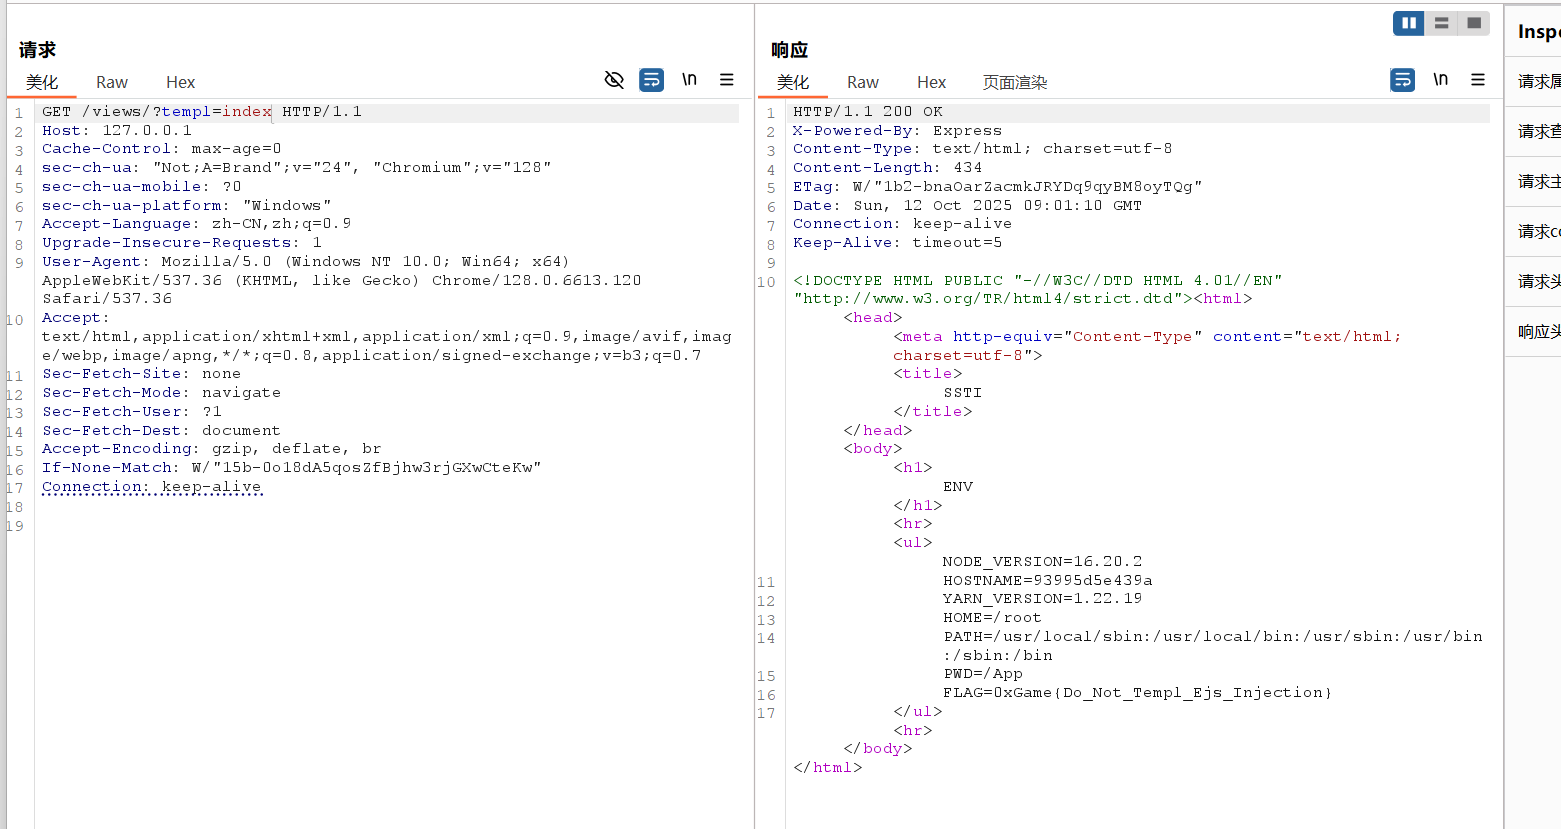 请求
美化 Raw Hex \n
1 GET /views/?templ=index HTTP/1.1
2 Host: 127.0.0.1
3 Cache-Control: max-age=0
4 sec-ch-ua: "Not;A=Brand";v="24", "Chromium";v="128"
5 sec-ch-ua-mobile: ?0
6 sec-ch-ua-platform: "Windows"
7 Accept-Language: zh-CN,zh;q=0.9
8 Upgrade-Insecure-Requests: 1
9 User-Agent: Mozilla/5.0 (Windows NT 10.0; Win64; x64)
AppleWebKit/537.36 (KHTML, like Gecko) Chrome/128.0.6613.120
Safari/537.36
10 Accept:
text/html,application/xhtml+xml,application/xml;q=0.9,image/avif,imag
e/webp,image/apng,*/*;q=0.8,application/signed-exchange;v=b3;q=0.7
11 Sec-Fetch-Site: none
12 Sec-Fetch-Mode: navigate
13 Sec-Fetch-User: ?1
14 Sec-Fetch-Dest: document
15 Accept-Encoding: gzip, deflate, br
16 If-None-Match: W/"15b-0o18dA5qosZfBjhw3rjGXwCteKw"
17 Connection: keep-alive
18
19
响应
美化 Raw Hex 页面渲染 \n
1 HTTP/1.1 200 OK
2 X-Powered-By: Express
3 Content-Type: text/html; charset=utf-8
4 Content-Length: 434
5 ETag: W/"1b2-bnaOarZacmkJRYDq9qyBM8oyTQg"
6 Date: Sun, 12 Oct 2025 09:01:10 GMT
7 Connection: keep-alive
8 Keep-Alive: timeout=5
9
10 <!DOCTYPE HTML PUBLIC "-//W3C//DTD HTML 4.01//EN"
"http://www.w3.org/TR/html4/strict.dtd"><html>
<head>
<meta http-equiv="Content-Type" content="text/html;
charset=utf-8">
<title>
SSTI
</title>
</head>
<body>
<h1>
ENV
</h1>
<hr>
<ul>
NODE_VERSION=16.20.2
11 HOSTNAME=93995d5e439a
12 YARN_VERSION=1.22.19
13 HOME=/root
14 PATH=/usr/local/sbin:/usr/local/bin:/usr/sbin:/usr/bin
:/sbin:/bin
15 PWD=/App
16 FLAG=0xGame{Do_Not_Templ_Ejs_Injection}
17 </ul>
<hr>
</body>
</html>
Inspe
请求属
请求查
请求主
请求co
请求头
响应头